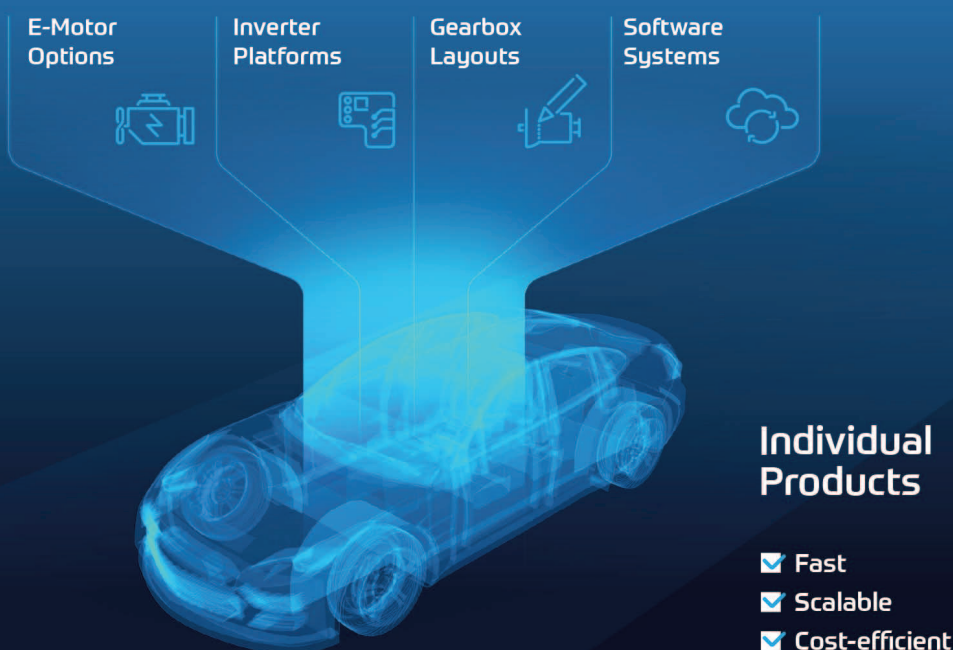 E-Motor
Options
Inverter
Platforms
Gearbox
Layouts
Software
Systems
Individual
Products
Fast
Scalable
Cost-efficient